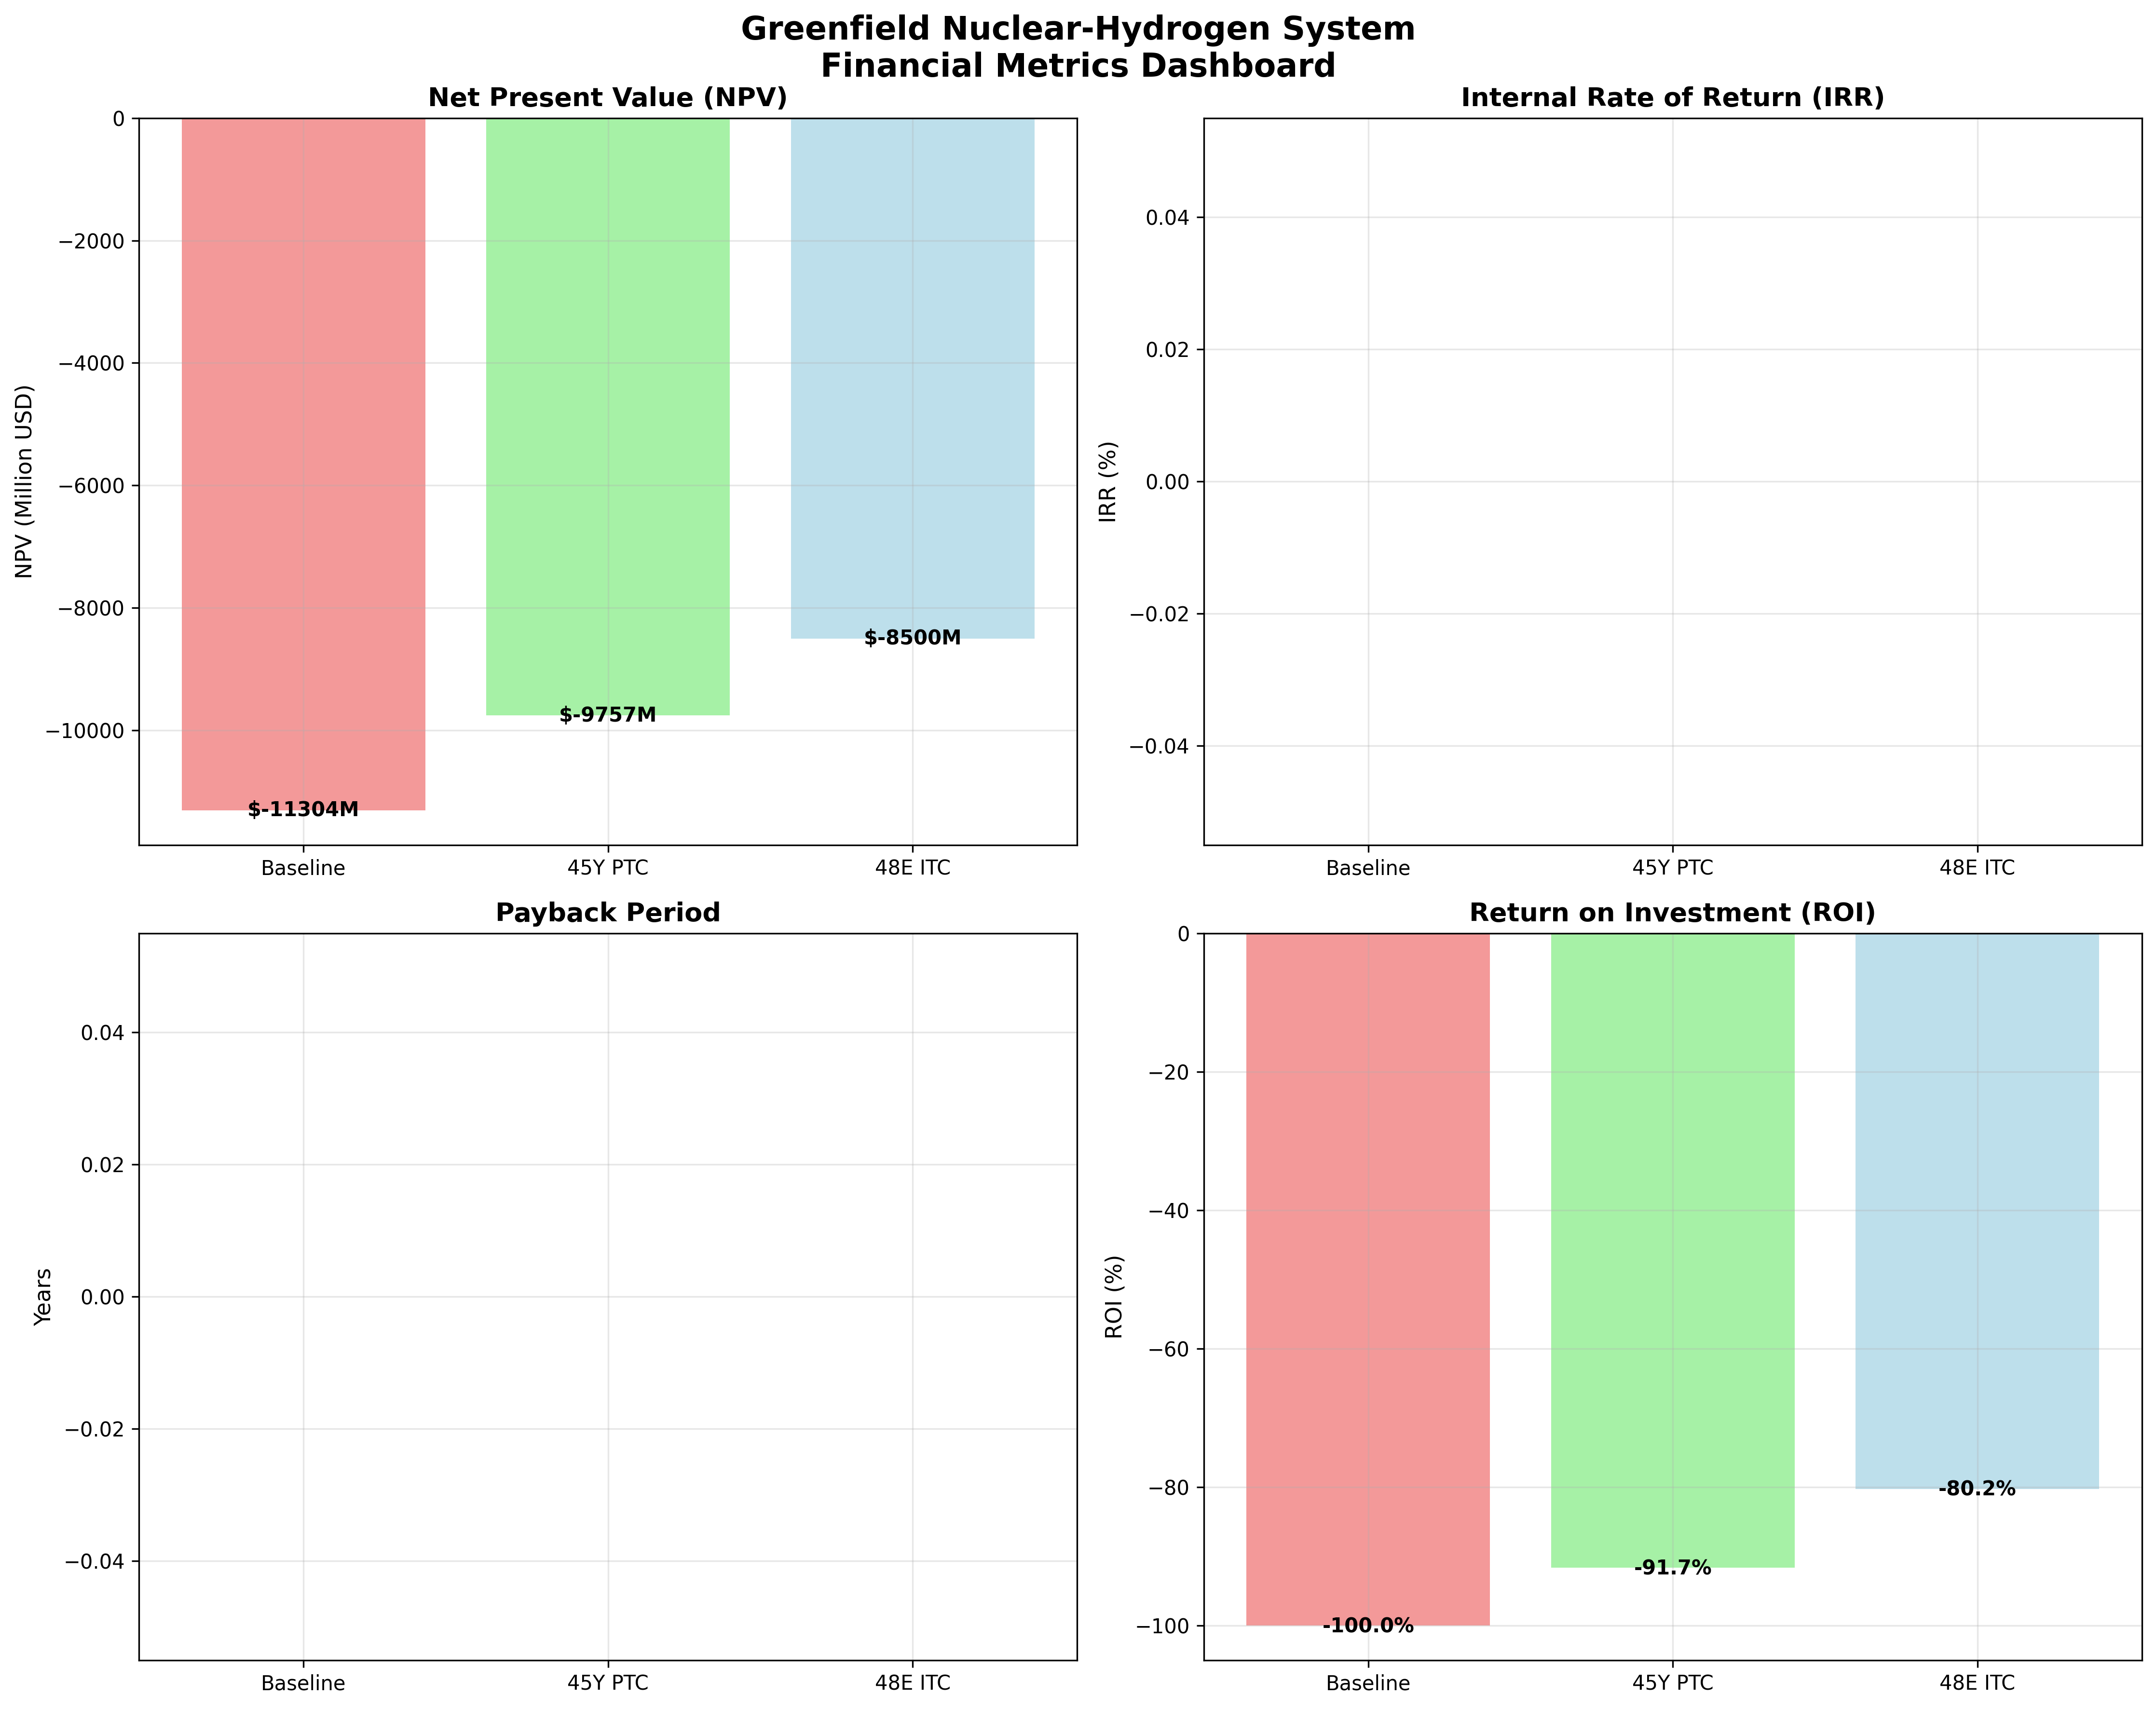 Greenfield Nuclear-Hydrogen System
Financial Metrics Dashboard
Net Present Value (NPV)
NPV (Million USD)
0
−2000
−4000
−6000
−8000
−10000
$-11304M
$-9757M
$-8500M
Baseline
45Y PTC
48E ITC
Internal Rate of Return (IRR)
IRR (%)
0.04
0.02
0.00
−0.02
−0.04
Baseline
45Y PTC
48E ITC
Payback Period
Years
0.04
0.02
0.00
−0.02
−0.04
Baseline
45Y PTC
48E ITC
Return on Investment (ROI)
ROI (%)
0
−20
−40
−60
−80
−100
-100.0%
-91.7%
-80.2%
Baseline
45Y PTC
48E ITC